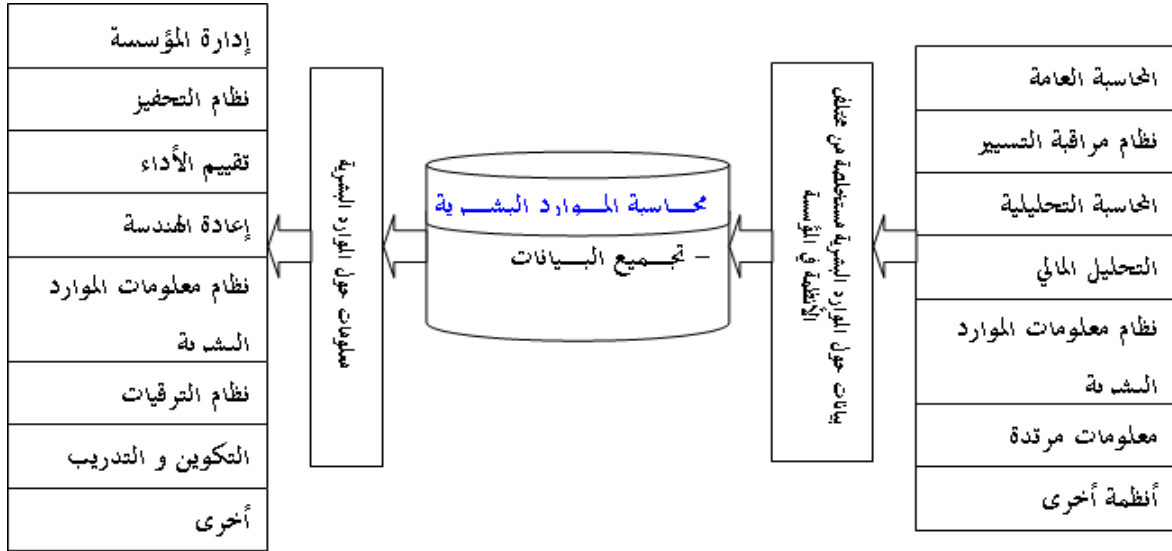 المحاسبة العامة
نظام مراقبة التسيير
المحاسبة التحليلية
التحليل المالي
نظام معلومات الموارد
البشرية
معلومات مرتدة
أنظمة أخرى
بيانات حول الموارد البشرية مستخلصة من مختلف
الأنظمة في المؤسسة
محاسبة الموارد البشرية
– تجميع البيانات
معلومات حول الموارد البشرية
إدارة المؤسسة
نظام التحفيز
تقييم الأداء
إعادة الهندسة
نظام معلومات الموارد
البشرية
نظام الترقيات
التكوين و التدريب
أخرى